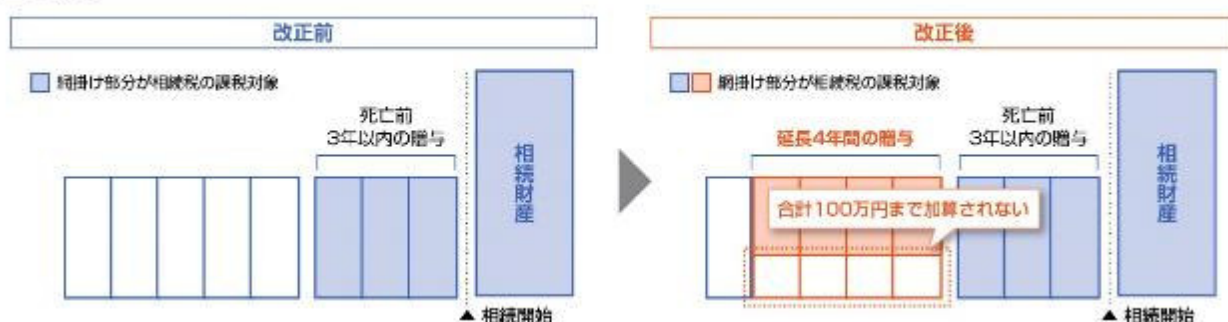 改正前
網掛け部分が相続税の課税対象
死亡前
3年以内の贈与
相続財産
▲ 相続開始
改正後
網掛け部分が相続税の課税対象
延長4年間の贈与
死亡前
3年以内の贈与
合計100万円まで加算されない
相続財産
▲ 相続開始